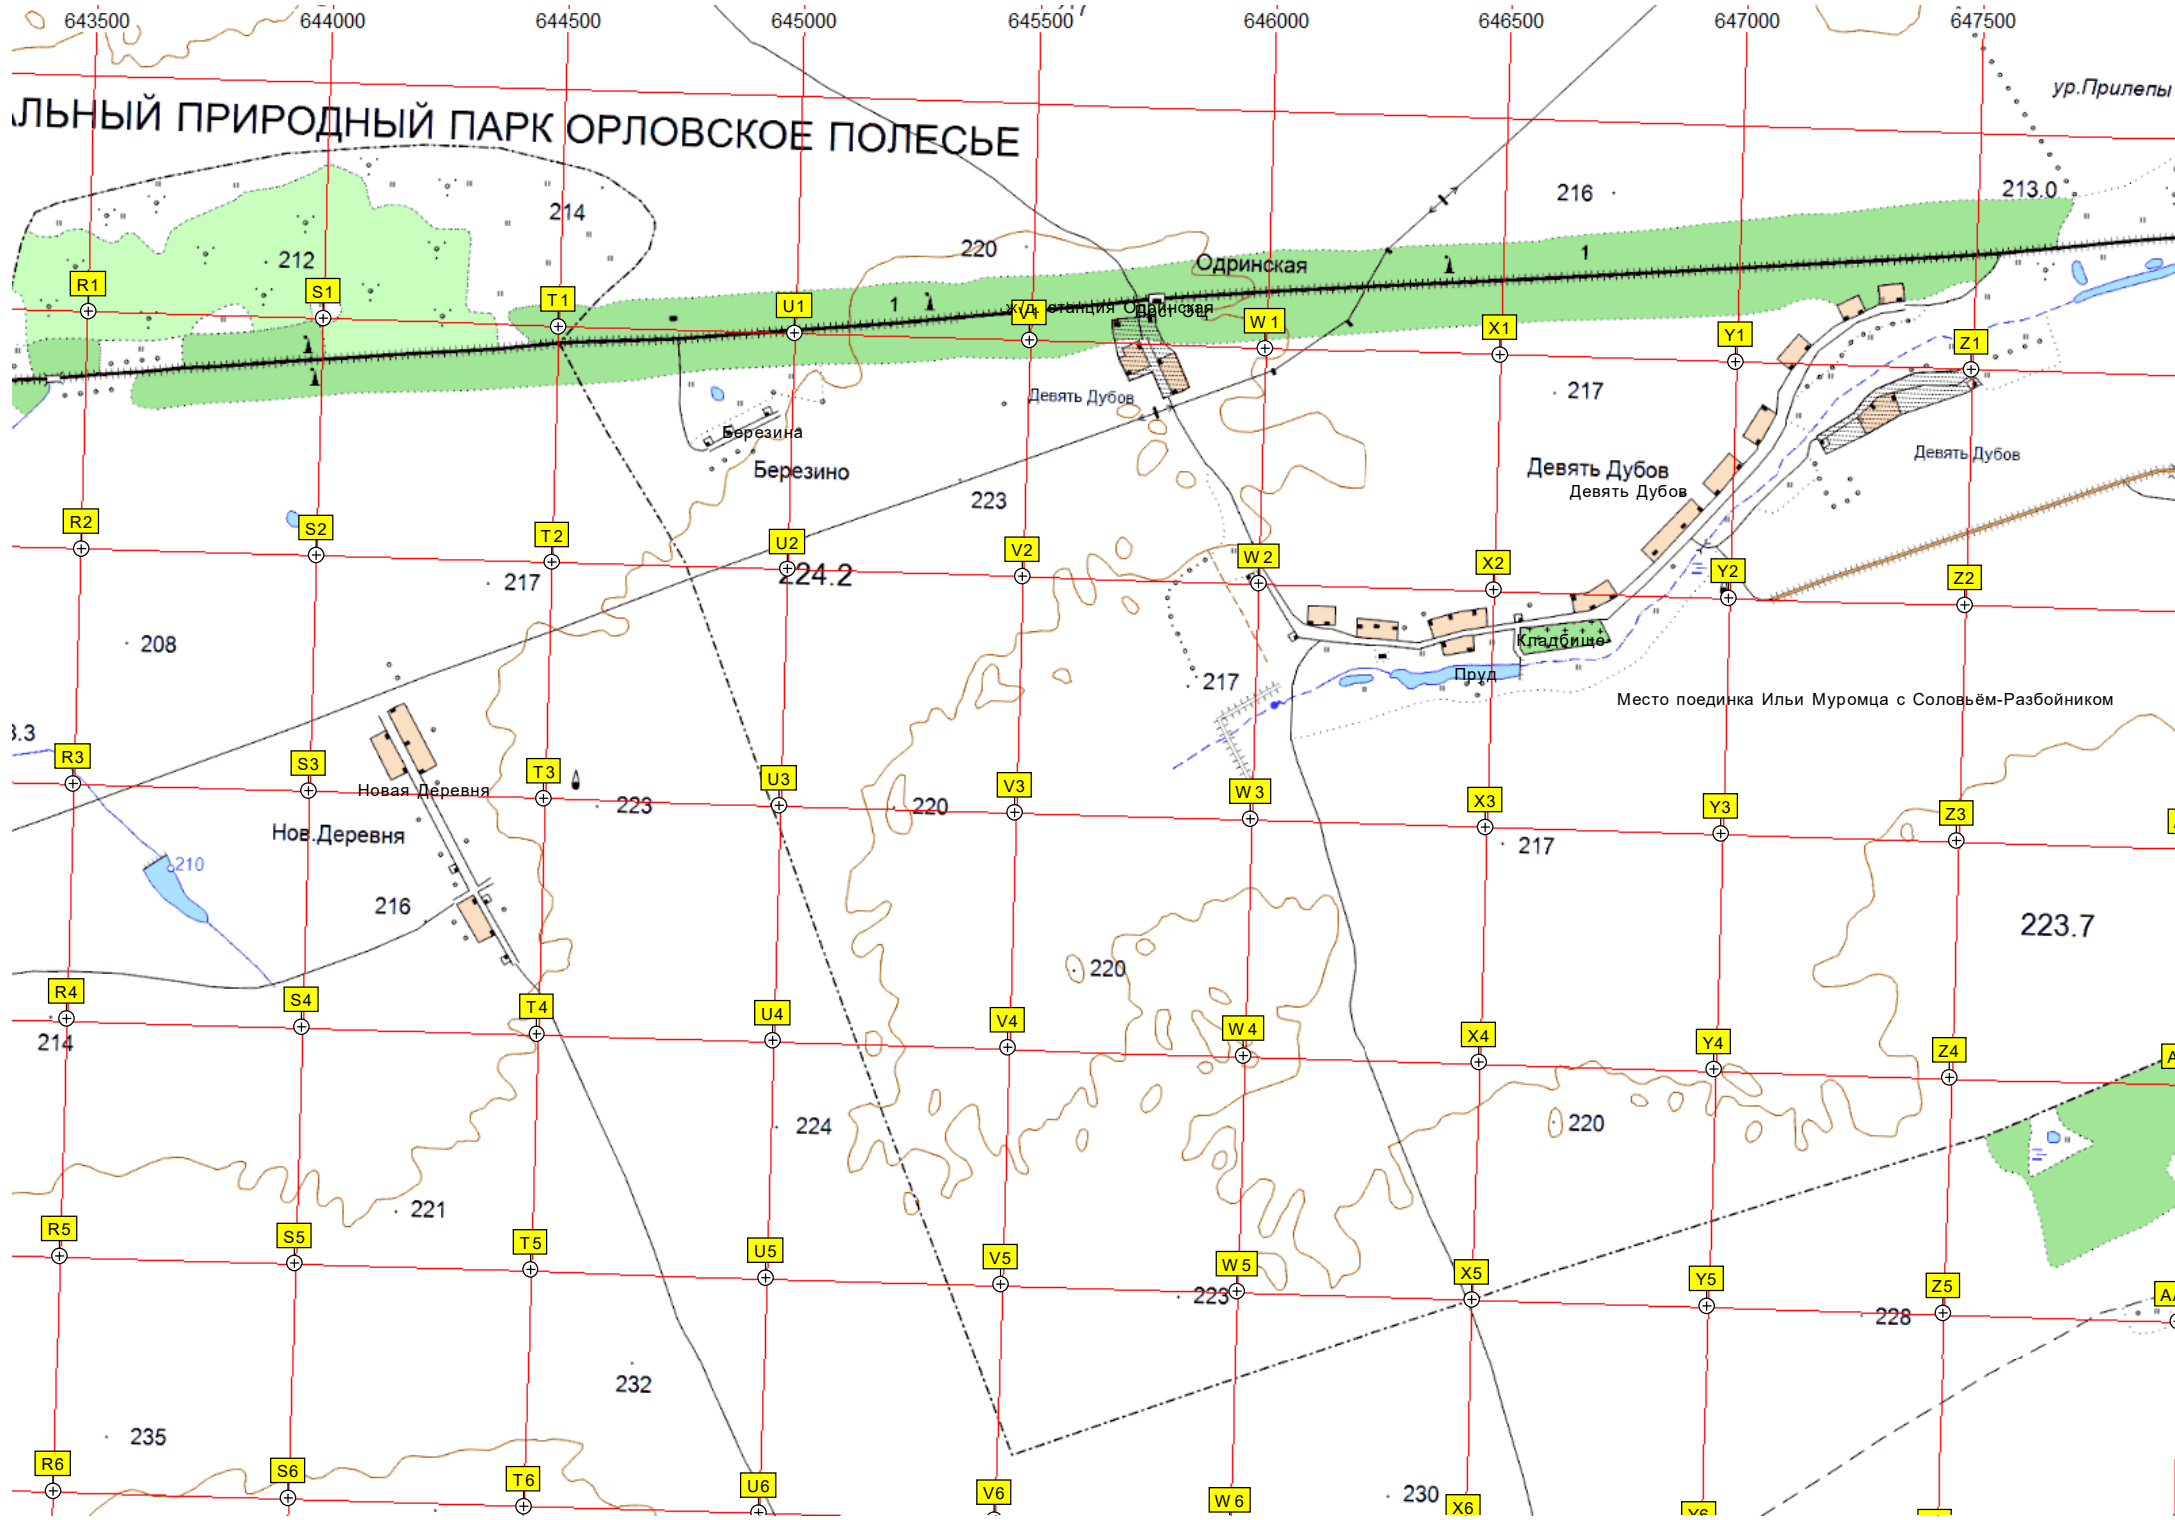 643500 644000 644500 645000 645500 646000 646500 647000 647500
ур.Прилепы
ЛЬНЫЙ ПРИРОДНЫЙ ПАРК ОРЛОВСКОЕ ПОЛЕСЬЕ
216
213.0
214
220
212
Одринская
1
R1
S1
T1
U1
1
V1
ж/д станция Одринская
W1
X1
Y1
Z1
217
Девять Дубов
Березина
Березино
Девять Дубов
Девять Дубов
Девять Дубов
223
R2
S2
T2
U2
V2
W2
X2
Y2
Z2
217
224.2
208
Кладбище
Пруд
217
Место поединка Ильи Муромца с Соловьём-Разбойником
3.3
R3
S3
T3
U3
V3
W3
X3
Y3
Z3
Новая Деревня
223
220
Нов.Деревня
217
210
216
223.7
220
R4
S4
T4
U4
V4
W4
X4
Y4
Z4
A
214
224
220
221
R5
S5
T5
U5
V5
W5
X5
Y5
Z5
223
228
232
235
R6
S6
T6
U6
V6
W6
X6
Y6
230